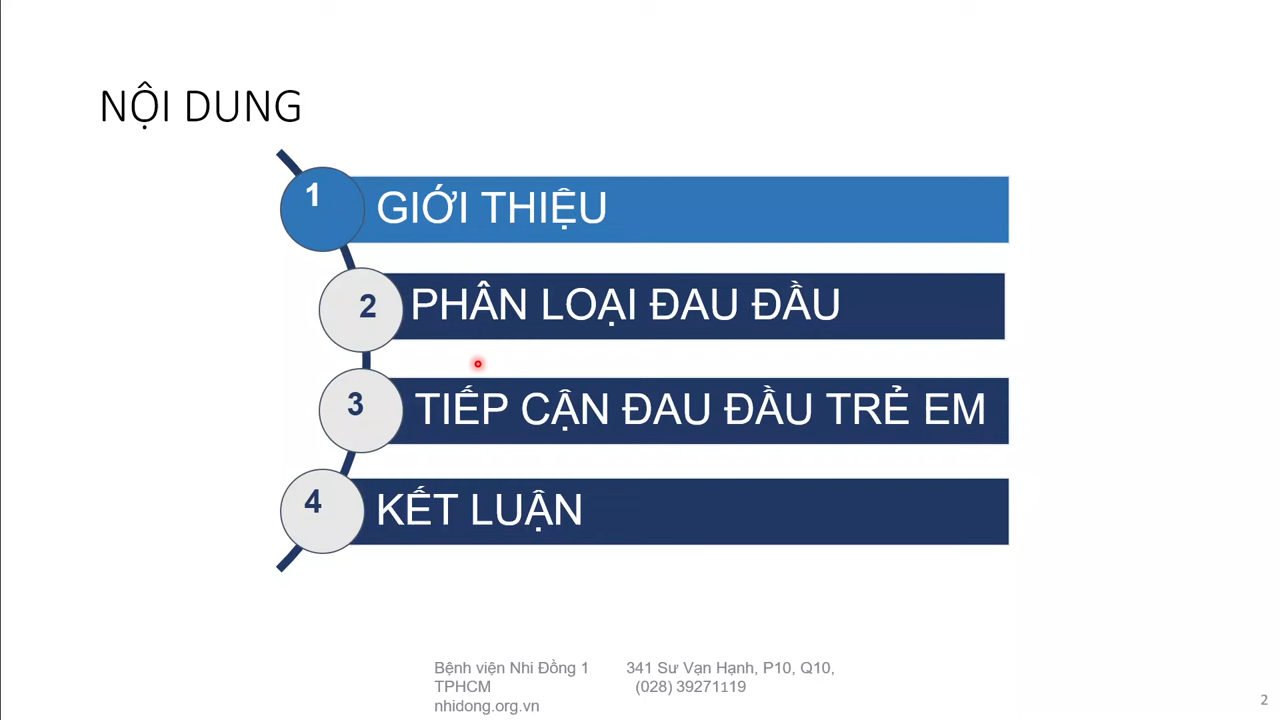 NỘI DUNG
1 GIỚI THIỆU
2 PHÂN LOẠI ĐAU ĐẦU
3 TIẾP CẬN ĐAU ĐẦU TRẺ EM
4 KẾT LUẬN
Bệnh viện Nhi Đồng 1 341 Sư Vạn Hạnh, P10, Q10,
TPHCM (028) 39271119
nhidong.org.vn
2